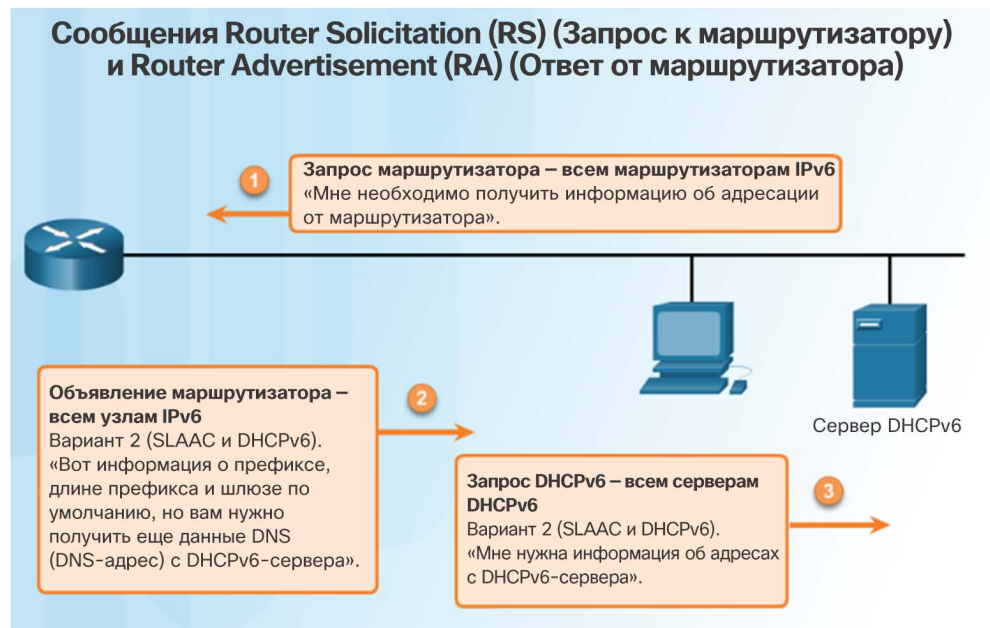 Сообщения Router Solicitation (RS) (Запрос к маршрутизатору)
и Router Advertisement (RA) (Ответ от маршрутизатора)
1
Запрос маршрутизатора – всем маршрутизаторам IPv6
«Мне необходимо получить информацию об адресации
от маршрутизатора».
Объявление маршрутизатора –
всем узлам IPv6
Вариант 2 (SLAAC и DHCPv6).
«Вот информация о префиксе,
длине префикса и шлюзе по
умолчанию, но вам нужно
получить еще данные DNS
(DNS-адрес) с DHCPv6-сервера».
2
Сервер DHCPv6
Запрос DHCPv6 – всем серверам
DHCPv6
Вариант 2 (SLAAC и DHCPv6).
«Мне нужна информация об адресах
с DHCPv6-сервера».
3